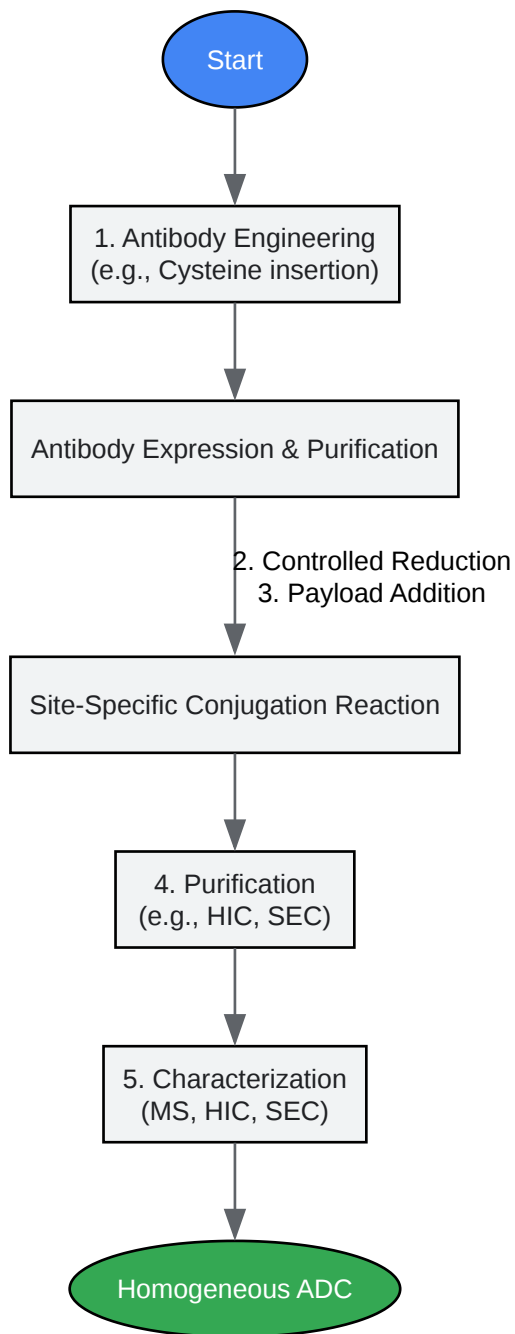 Start
1. Antibody Engineering
(e.g., Cysteine insertion)
Antibody Expression & Purification
2. Controlled Reduction
3. Payload Addition
Site-Specific Conjugation Reaction
4. Purification
(e.g., HIC, SEC)
5. Characterization
(MS, HIC, SEC)
Homogeneous ADC